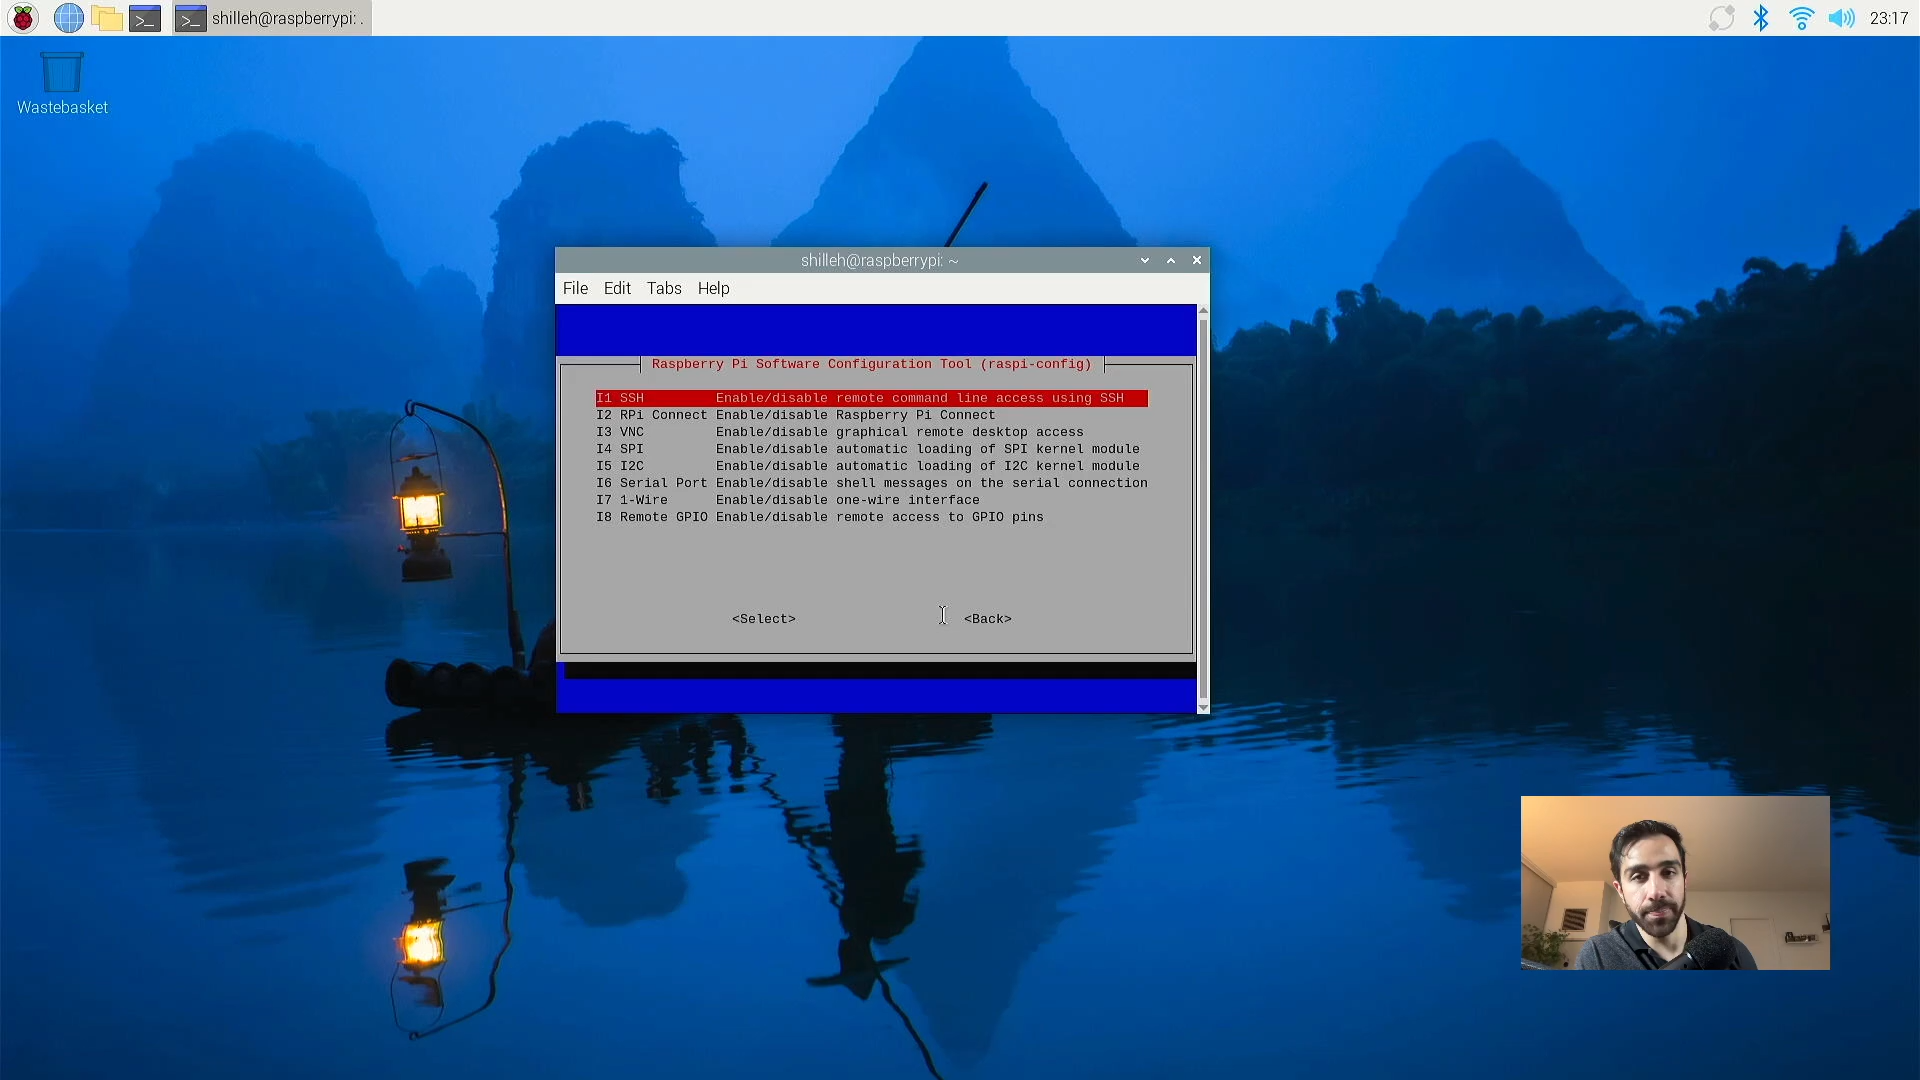 shilleh@raspberrypi: .
23:17
Wastebasket
shilleh@raspberrypi: ~
File Edit Tabs Help
Raspberry Pi Software Configuration Tool (raspi-config)
I1 SSH Enable/disable remote command line access using SSH
I2 RPi Connect Enable/disable Raspberry Pi Connect
I3 VNC Enable/disable graphical remote desktop access
I4 SPI Enable/disable automatic loading of SPI kernel module
I5 I2C Enable/disable automatic loading of I2C kernel module
I6 Serial Port Enable/disable shell messages on the serial connection
I7 1-Wire Enable/disable one-wire interface
I8 Remote GPIO Enable/disable remote access to GPIO pins
<Select> <Back>